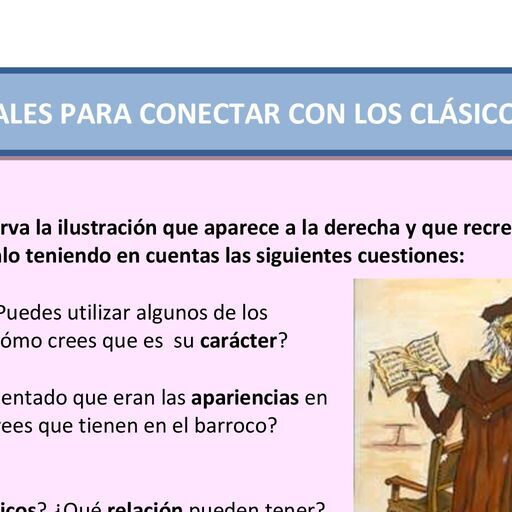 ALES PARA CONECTAR CON LOS CLÁSICO
rva la ilustración que aparece a la derecha y que recre
lo teniendo en cuentas las siguientes cuestiones:
Puedes utilizar algunos de los
ómo crees que es su carácter?
entado que eran las apariencias en
rees que tienen en el barroco?
icos? ¿Qué relación pueden tener?